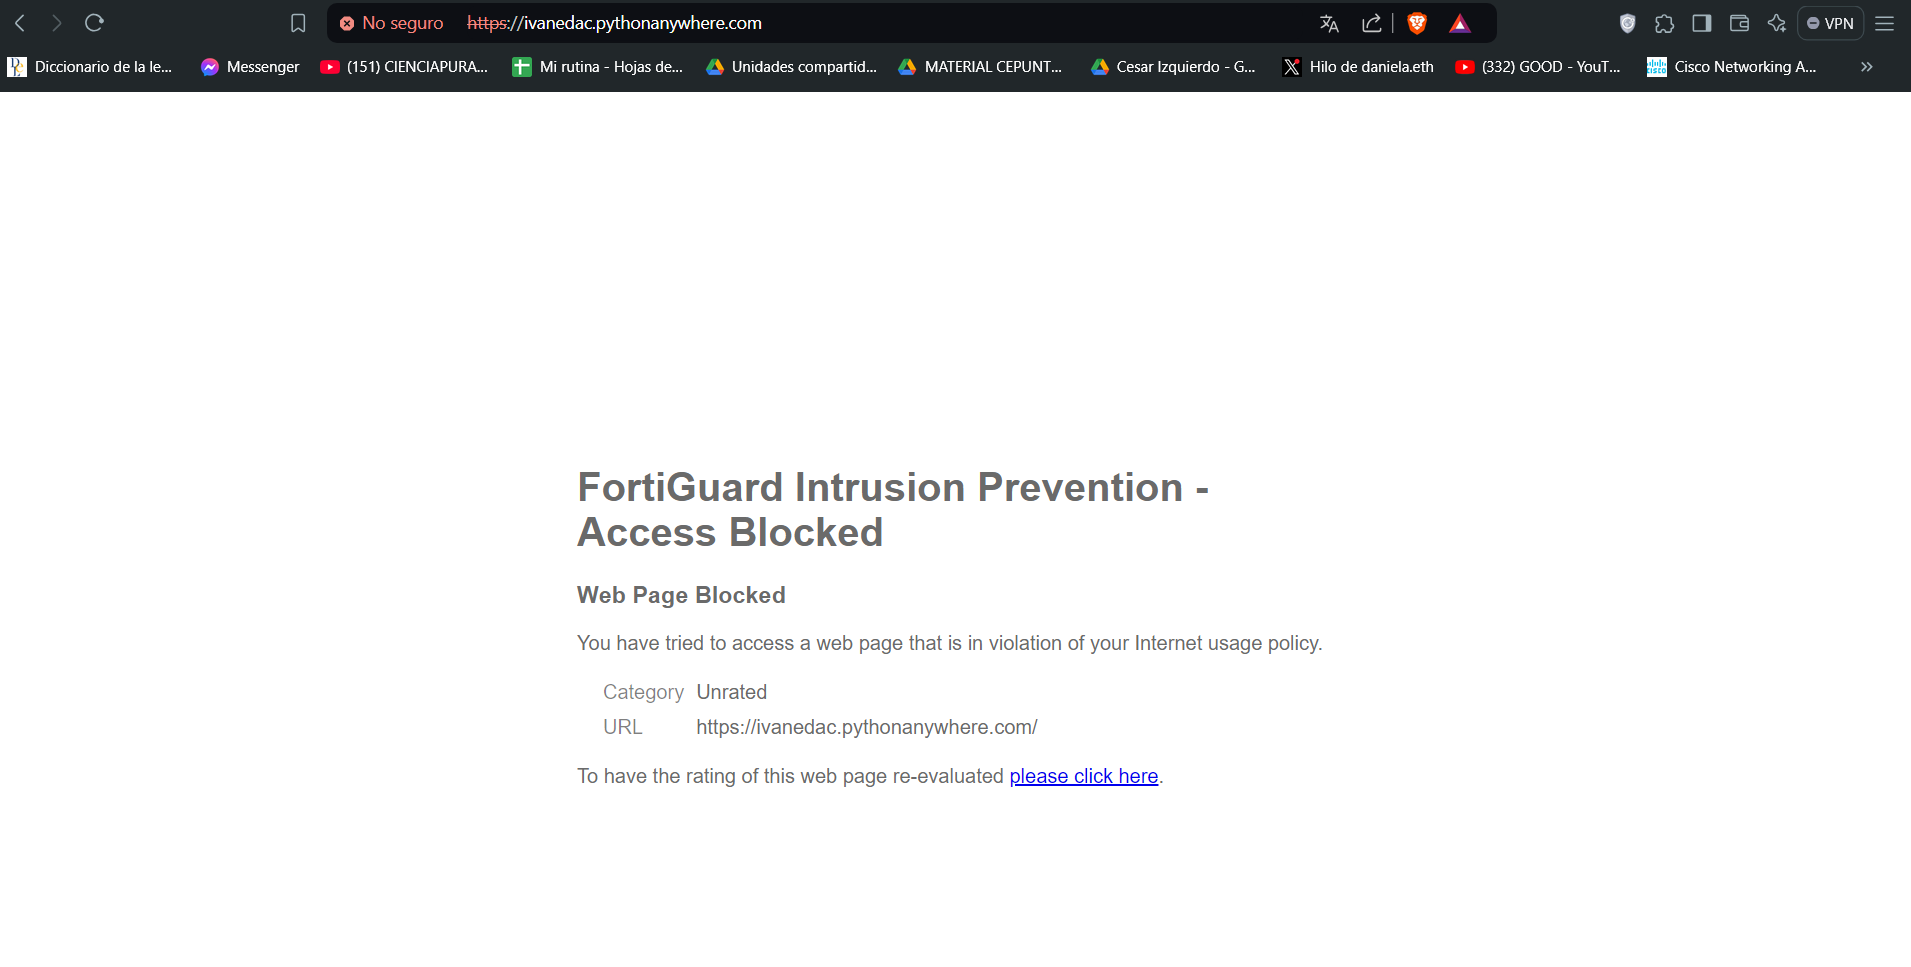 No seguro https://ivanedac.pythonanywhere.com VPN
Diccionario de la le... Messenger (151) CIENCIAPURA... Mi rutina - Hojas de... Unidades compartid... MATERIAL CEPUNT... Cesar Izquierdo - G... Hilo de daniela.eth (332) GOOD - YouT... Cisco Networking A... »
FortiGuard Intrusion Prevention -
Access Blocked
Web Page Blocked
You have tried to access a web page that is in violation of your Internet usage policy.
Category Unrated
URL https://ivanedac.pythonanywhere.com/
To have the rating of this web page re-evaluated please click here.